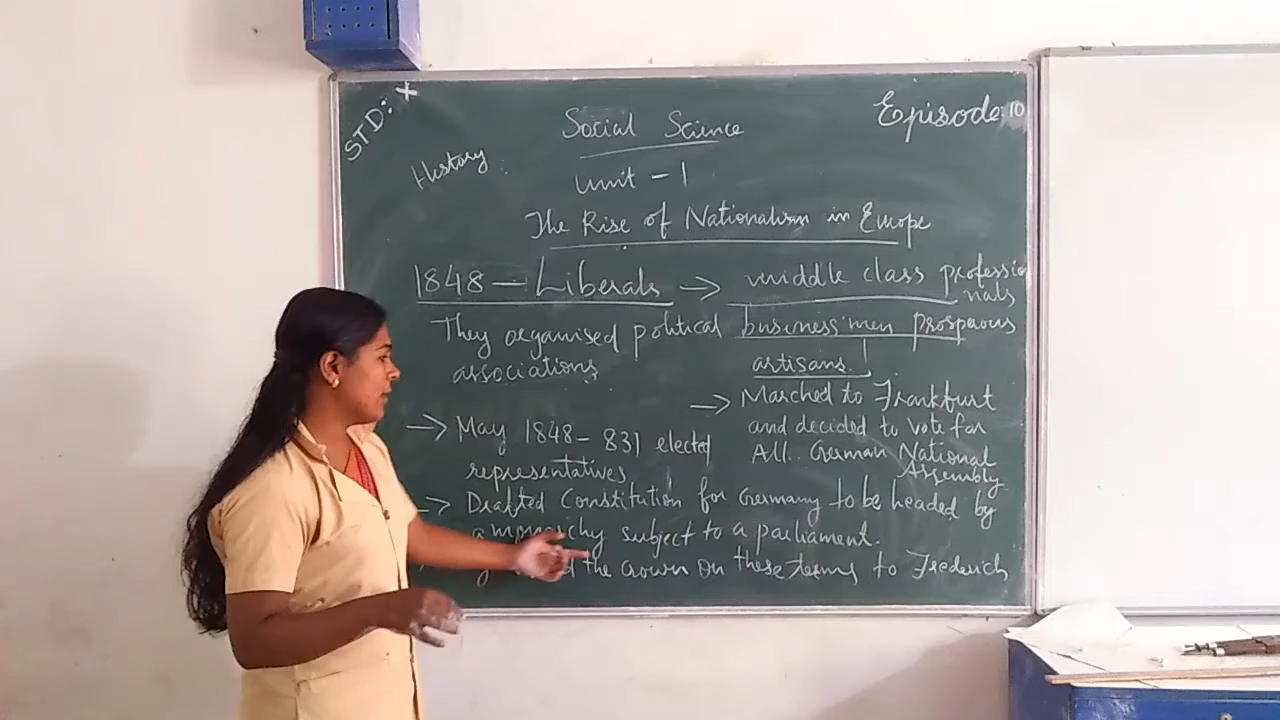 STD: X
Social Science
Episode: 10
History:
Unit - 1
The Rise of Nationalism in Europe
1848 - Liberals → middle class professio
nals
They organised political businessmen prosperous
associations. artisans.
→ Marched to Frankfurt
and decided to vote for
All.. German National
Assembly.
→ May 1848 - 831 elected
representatives
→ Drafted Constitution for Germany to be headed by
a monarchy subject to a parliament.
the Crown on these terms to Frederich